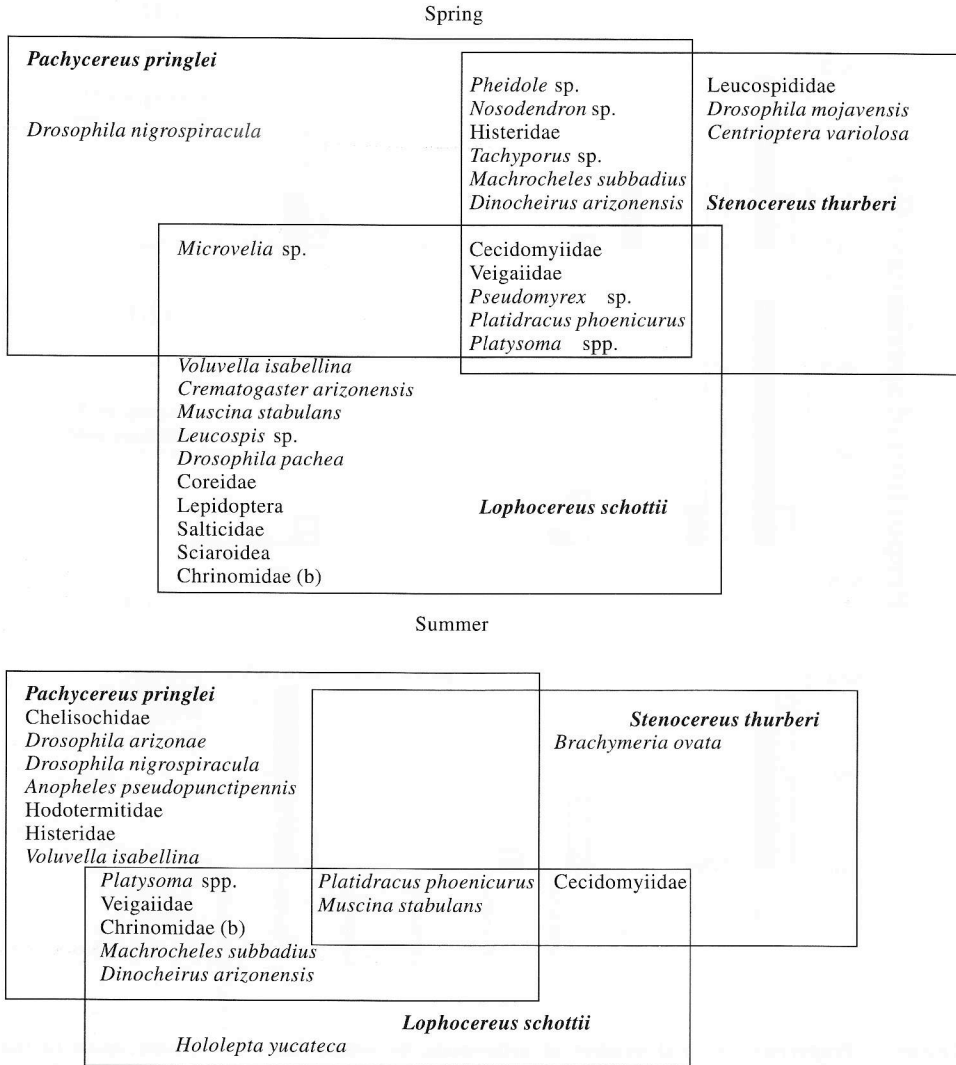 Spring
Pachycereus pringlei
Drosophila nigrospiracula
Pheidole sp.
Nosodendron sp.
Histeridae
Tachyporus sp.
Machrocheles subbadius
Dinocheirus arizonensis
Leucospididae
Drosophila mojavensis
Centrioptera variolosa
Stenocereus thurberi
Microvelia sp.
Cecidomyiidae
Veigaiidae
Pseudomyrex sp.
Platidracus phoenicurus
Platysoma spp.
Voluvella isabellina
Crematogaster arizonensis
Muscina stabulans
Leucospis sp.
Drosophila pachea
Coreidae
Lepidoptera
Salticidae
Sciaroidea
Chrinomidae (b)
Lophocereus schottii
Summer
Pachycereus pringlei
Chelisochidae
Drosophila arizonae
Drosophila nigrospiracula
Anopheles pseudopunctipennis
Hodotermitidae
Histeridae
Voluvella isabellina
Stenocereus thurberi
Brachymeria ovata
Platysoma spp.
Veigaiidae
Chrinomidae (b)
Machrocheles subbadius
Dinocheirus arizonensis
Platidracus phoenicurus
Muscina stabulans
Cecidomyiidae
Lophocereus schottii
Hololepta yucateca